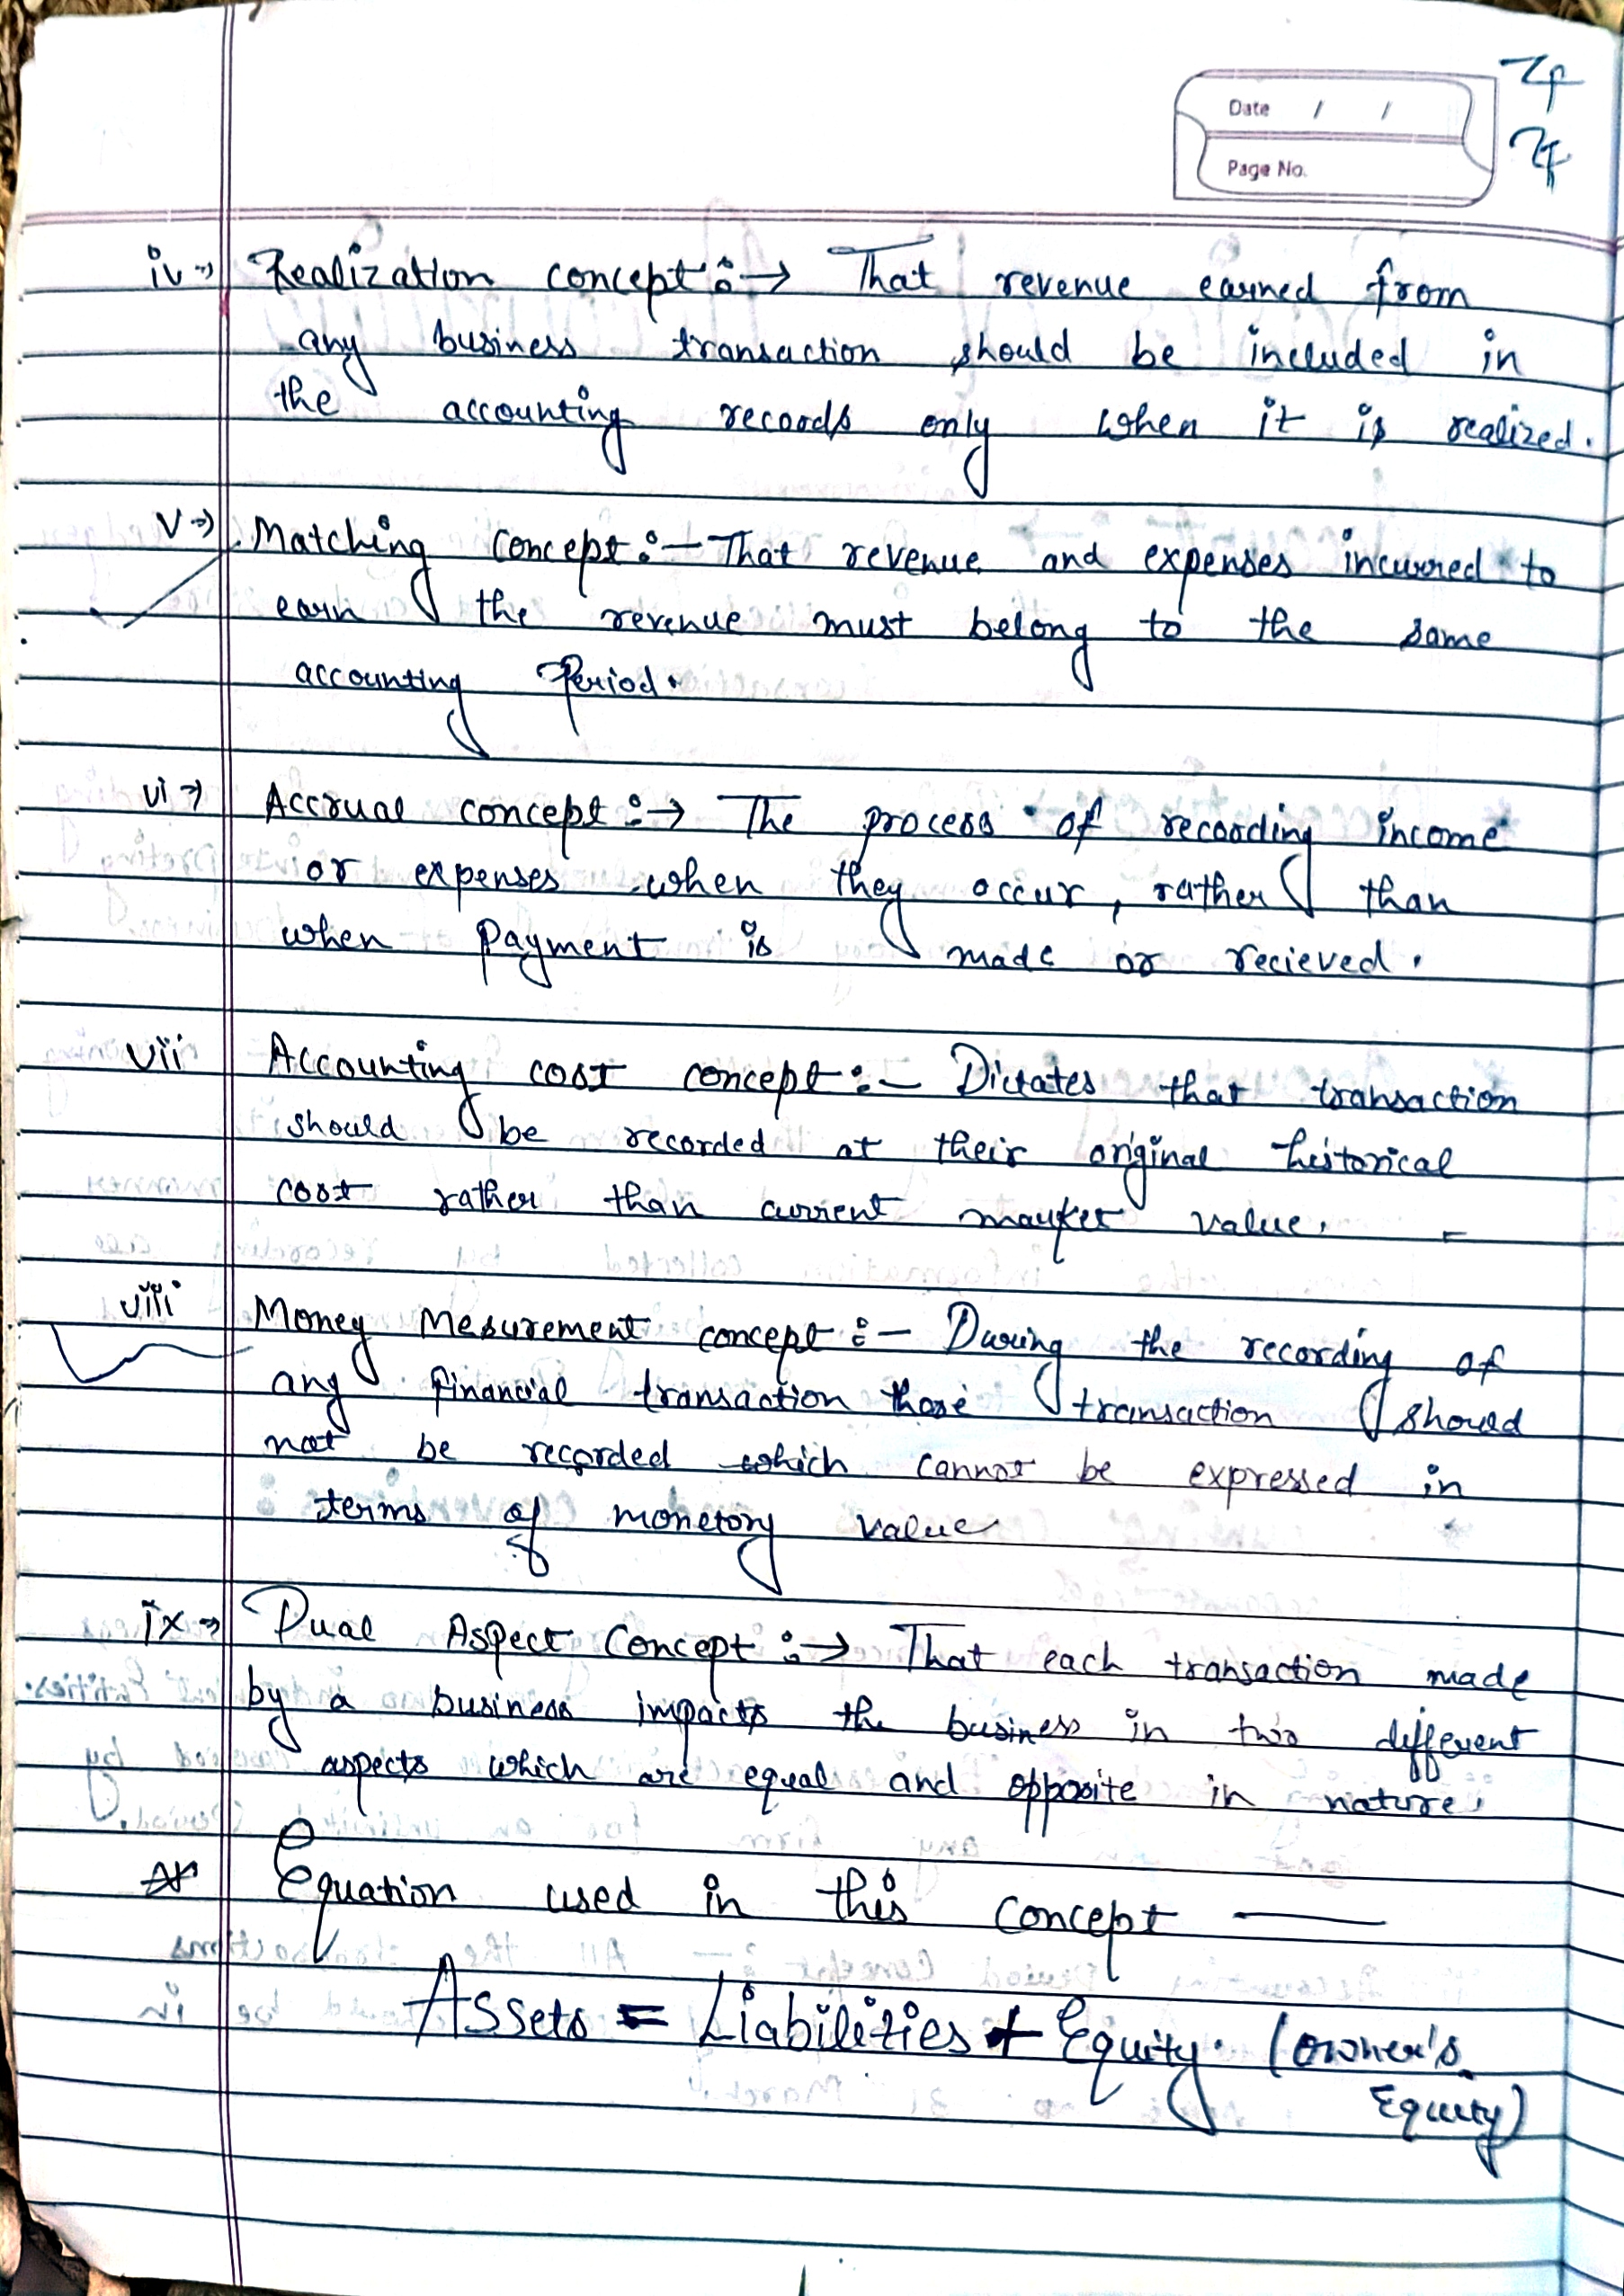 Date / /
Page No.
iv → Realization concept :→ That revenue earned from
any business transaction should be included in
the accounting records only when it is realized.
v → Matching concept :— That revenue and expenses incurred to
earn the revenue must belong to the same
accounting Period.
vi → Accrual concept :→ The process of recording income
or expenses when they occur, rather than
when payment is made or recieved.
vii Accounting cost concept :— Dictates that transaction
should be recorded at their original historical
cost rather than current market value.
viii Money Mesurement concept :— During the recording of
any financial transaction those transaction should
not be recorded which cannot be expressed in
terms of monetory value
ix → Dual Aspect Concept :→ That each transaction made
by a business impacts the business in two different
aspects which are equal and opposite in nature.
Equation used in this concept —
Assets = Liabilities + Equity. (owner's
Equity)